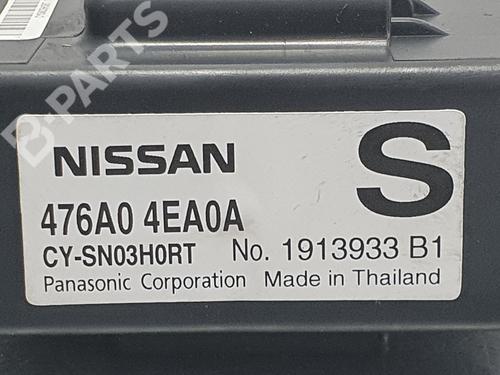 B-PARTS
NISSAN
S
476A0 4EA0A
CY-SN03H0RT No. 1913933 B1
Panasonic Corporation Made in Thailand